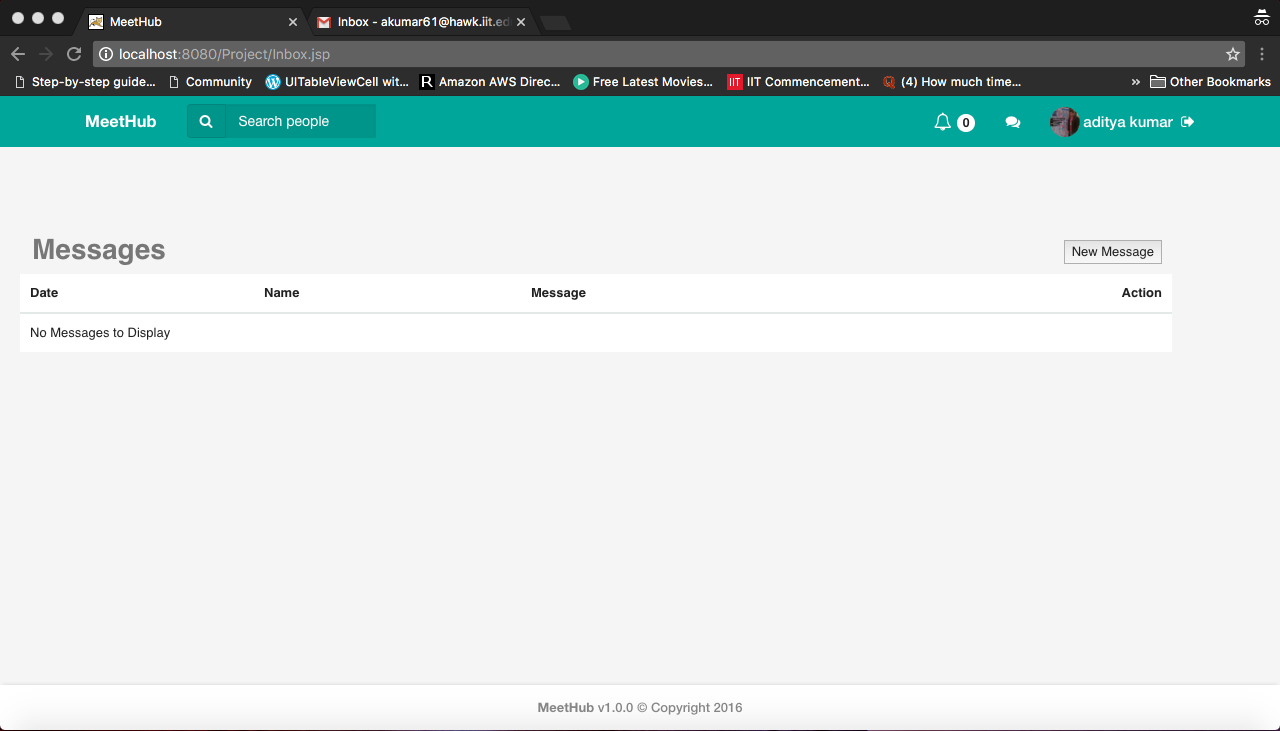 MeetHub
Inbox - akumar61@hawk.iit.ed
localhost:8080/Project/Inbox.jsp
Step-by-step guide... Community UITableViewCell wit... R Amazon AWS Direc... Free Latest Movies... IIT IIT Commencement... (4) How much time... » Other Bookmarks
MeetHub Search people 0 aditya kumar
Messages
New Message
Date Name Message Action
No Messages to Display
MeetHub v1.0.0 © Copyright 2016